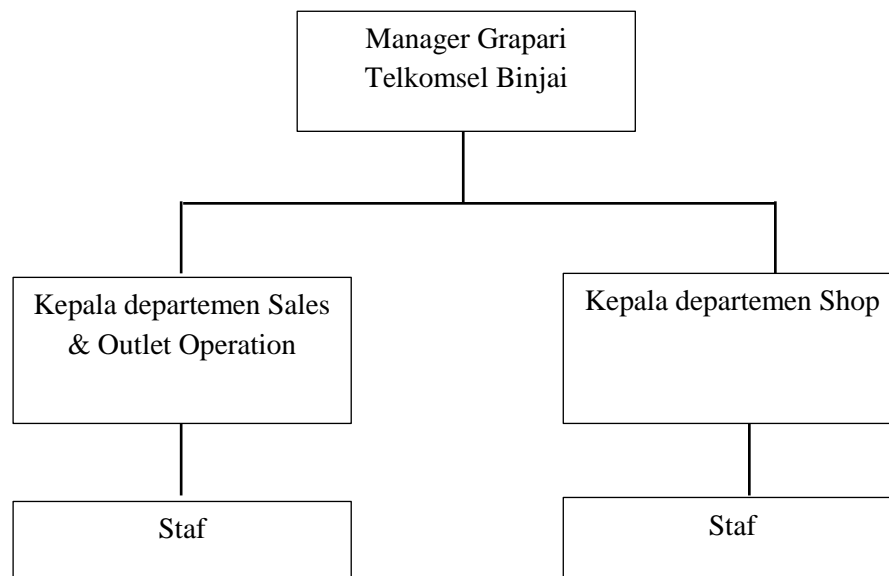 Manager Grapari
Telkomsel Binjai
Kepala departemen Sales
& Outlet Operation
Kepala departemen Shop
Staf
Staf